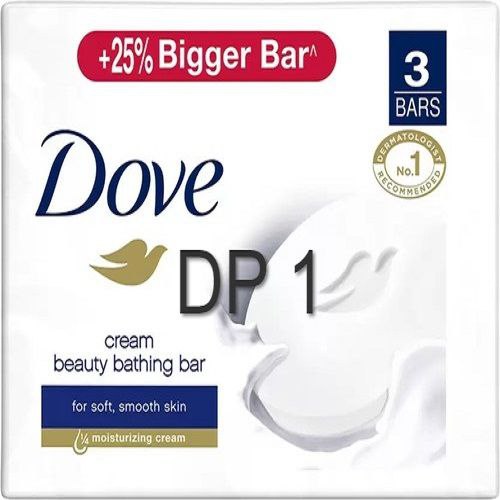 +25% Bigger Bar^
3
BARS
DERMATOLOGIST
No.1
RECOMMENDED
Dove
DP 1
cream
beauty bathing bar
for soft, smooth skin
¼ moisturizing cream